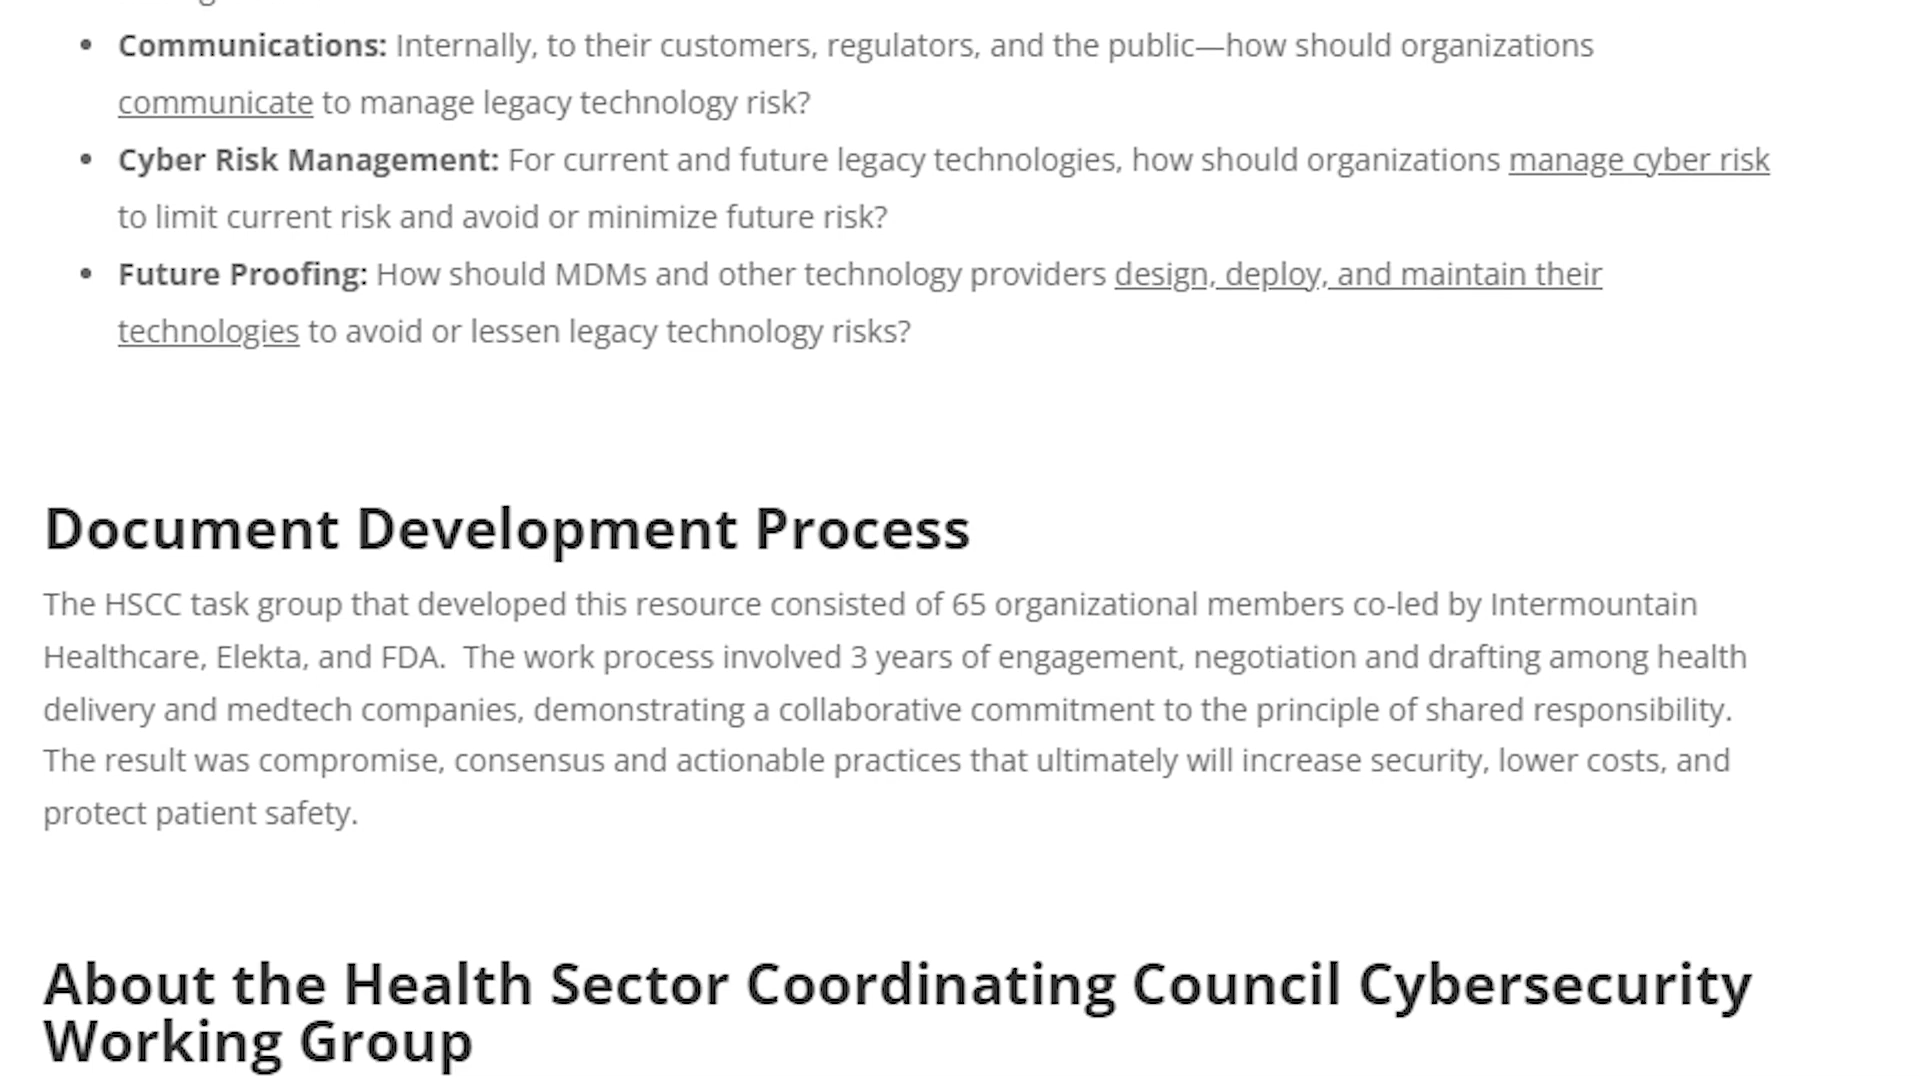 • Communications: Internally, to their customers, regulators, and the public—how should organizations
communicate to manage legacy technology risk?
• Cyber Risk Management: For current and future legacy technologies, how should organizations manage cyber risk
to limit current risk and avoid or minimize future risk?
• Future Proofing: How should MDMs and other technology providers design, deploy, and maintain their
technologies to avoid or lessen legacy technology risks?
Document Development Process
The HSCC task group that developed this resource consisted of 65 organizational members co-led by Intermountain
Healthcare, Elekta, and FDA.  The work process involved 3 years of engagement, negotiation and drafting among health
delivery and medtech companies, demonstrating a collaborative commitment to the principle of shared responsibility.
The result was compromise, consensus and actionable practices that ultimately will increase security, lower costs, and
protect patient safety.
About the Health Sector Coordinating Council Cybersecurity
Working Group